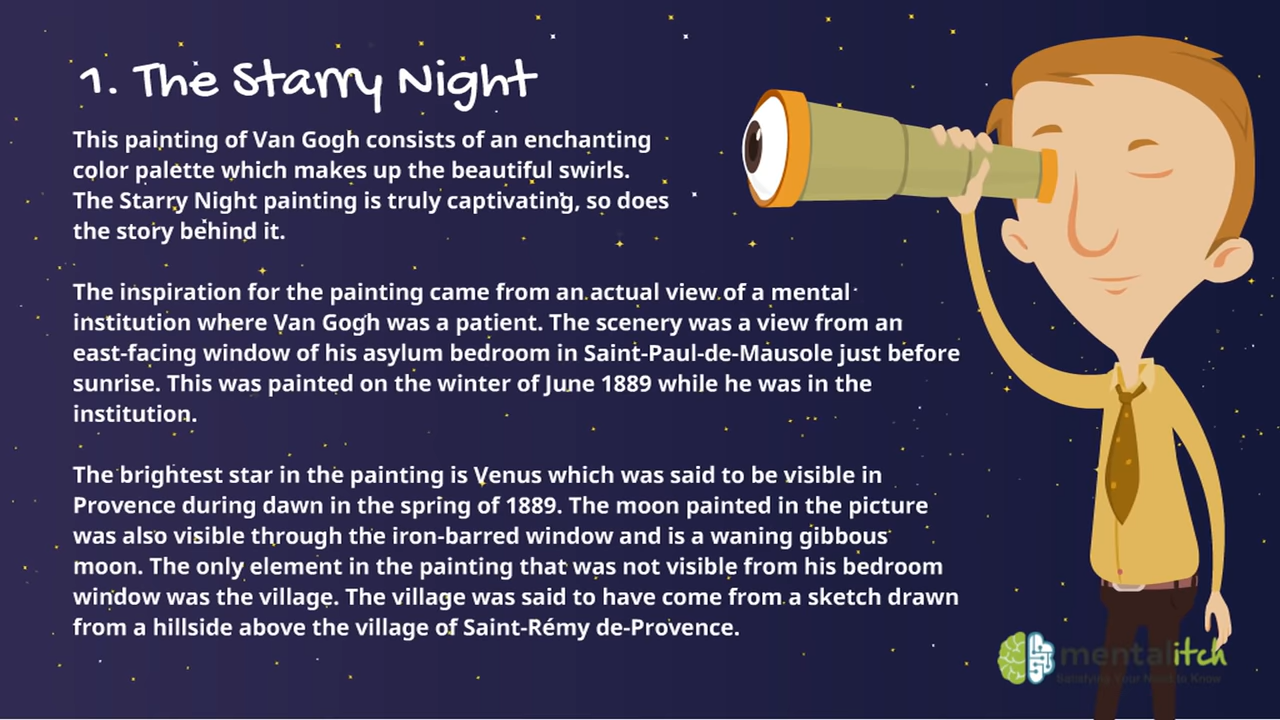 1. The Starry Night
This painting of Van Gogh consists of an enchanting
color palette which makes up the beautiful swirls.
The Starry Night painting is truly captivating, so does
the story behind it.
The inspiration for the painting came from an actual view of a mental
institution where Van Gogh was a patient. The scenery was a view from an
east-facing window of his asylum bedroom in Saint-Paul-de-Mausole just before
sunrise. This was painted on the winter of June 1889 while he was in the
institution.
The brightest star in the painting is Venus which was said to be visible in
Provence during dawn in the spring of 1889. The moon painted in the picture
was also visible through the iron-barred window and is a waning gibbous
moon. The only element in the painting that was not visible from his bedroom
window was the village. The village was said to have come from a sketch drawn
from a hillside above the village of Saint-Rémy de-Provence.
mentalitch
Satisfying Your Need to Know